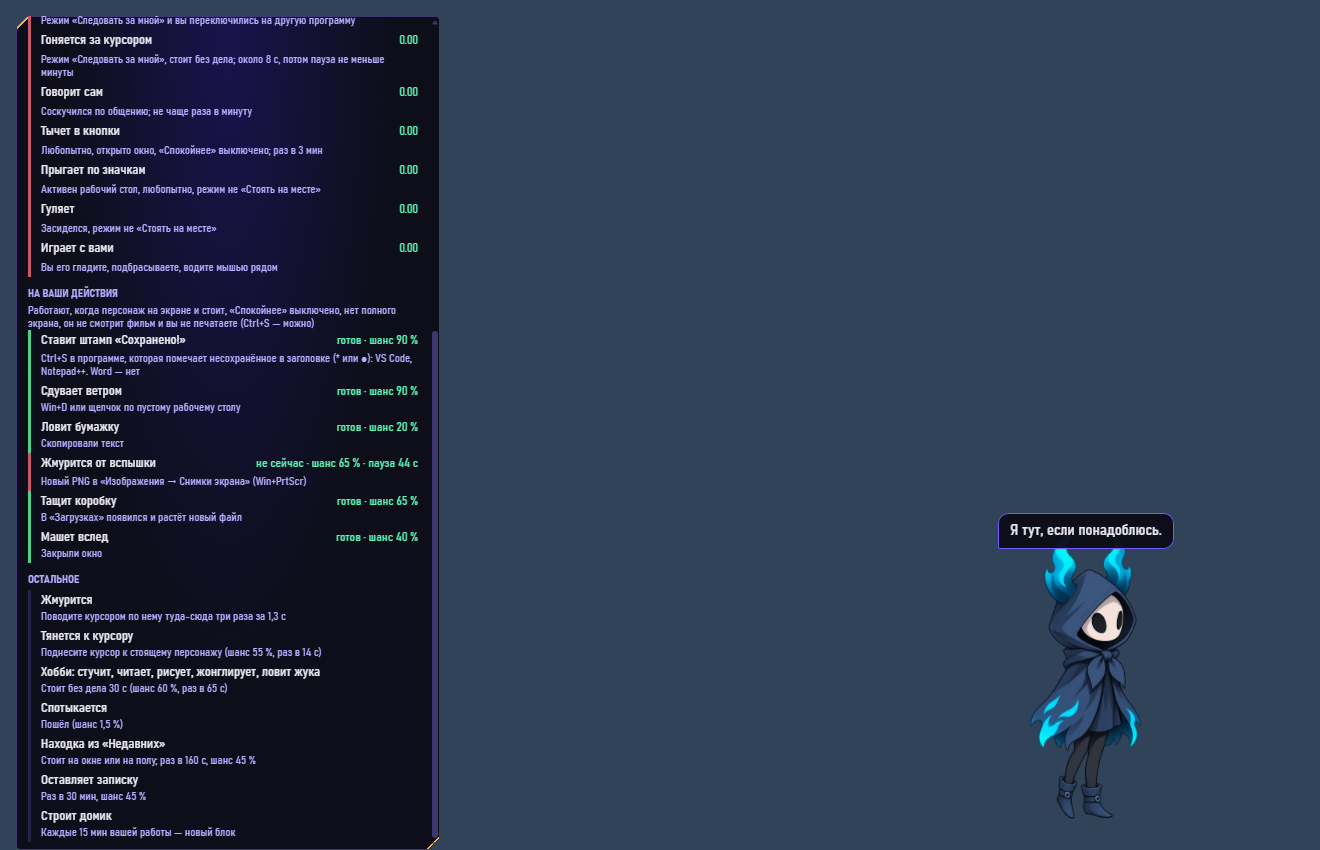 Режим «Следовать за мной» и вы переключились на другую программу
Гоняется за курсором 0.00
Режим «Следовать за мной», стоит без дела; около 8 с, потом пауза не меньше
минуты
Говорит сам 0.00
Соскучился по общению; не чаще раза в минуту
Тычет в кнопки 0.00
Любопытно, открыто окно, «Спокойнее» выключено; раз в 3 мин
Прыгает по значкам 0.00
Активен рабочий стол, любопытно, режим не «Стоять на месте»
Гуляет 0.00
Засиделся, режим не «Стоять на месте»
Играет с вами 0.00
Вы его гладите, подбрасываете, водите мышью рядом
НА ВАШИ ДЕЙСТВИЯ
Работают, когда персонаж на экране и стоит, «Спокойнее» выключено, нет полного
экрана, он не смотрит фильм и вы не печатаете (Ctrl+S — можно)
Ставит штамп «Сохранено!» готов · шанс 90 %
Ctrl+S в программе, которая помечает несохранённое в заголовке (* или ●): VS Code,
Notepad++. Word — нет
Сдувает ветром готов · шанс 90 %
Win+D или щелчок по пустому рабочему столу
Ловит бумажку готов · шанс 20 %
Скопировали текст
Жмурится от вспышки не сейчас · шанс 65 % · пауза 44 с
Новый PNG в «Изображения → Снимки экрана» (Win+PrtScr)
Тащит коробку готов · шанс 65 %
В «Загрузках» появился и растёт новый файл
Машет вслед готов · шанс 40 %
Закрыли окно
ОСТАЛЬНОЕ
Жмурится
Поводите курсором по нему туда-сюда три раза за 1,3 с
Тянется к курсору
Поднесите курсор к стоящему персонажу (шанс 55 %, раз в 14 с)
Хобби: стучит, читает, рисует, жонглирует, ловит жука
Стоит без дела 30 с (шанс 60 %, раз в 65 с)
Спотыкается
Пошёл (шанс 1,5 %)
Находка из «Недавних»
Стоит на окне или на полу; раз в 160 с, шанс 45 %
Оставляет записку
Раз в 30 мин, шанс 45 %
Строит домик
Каждые 15 мин вашей работы — новый блок
Я тут, если понадоблюсь.